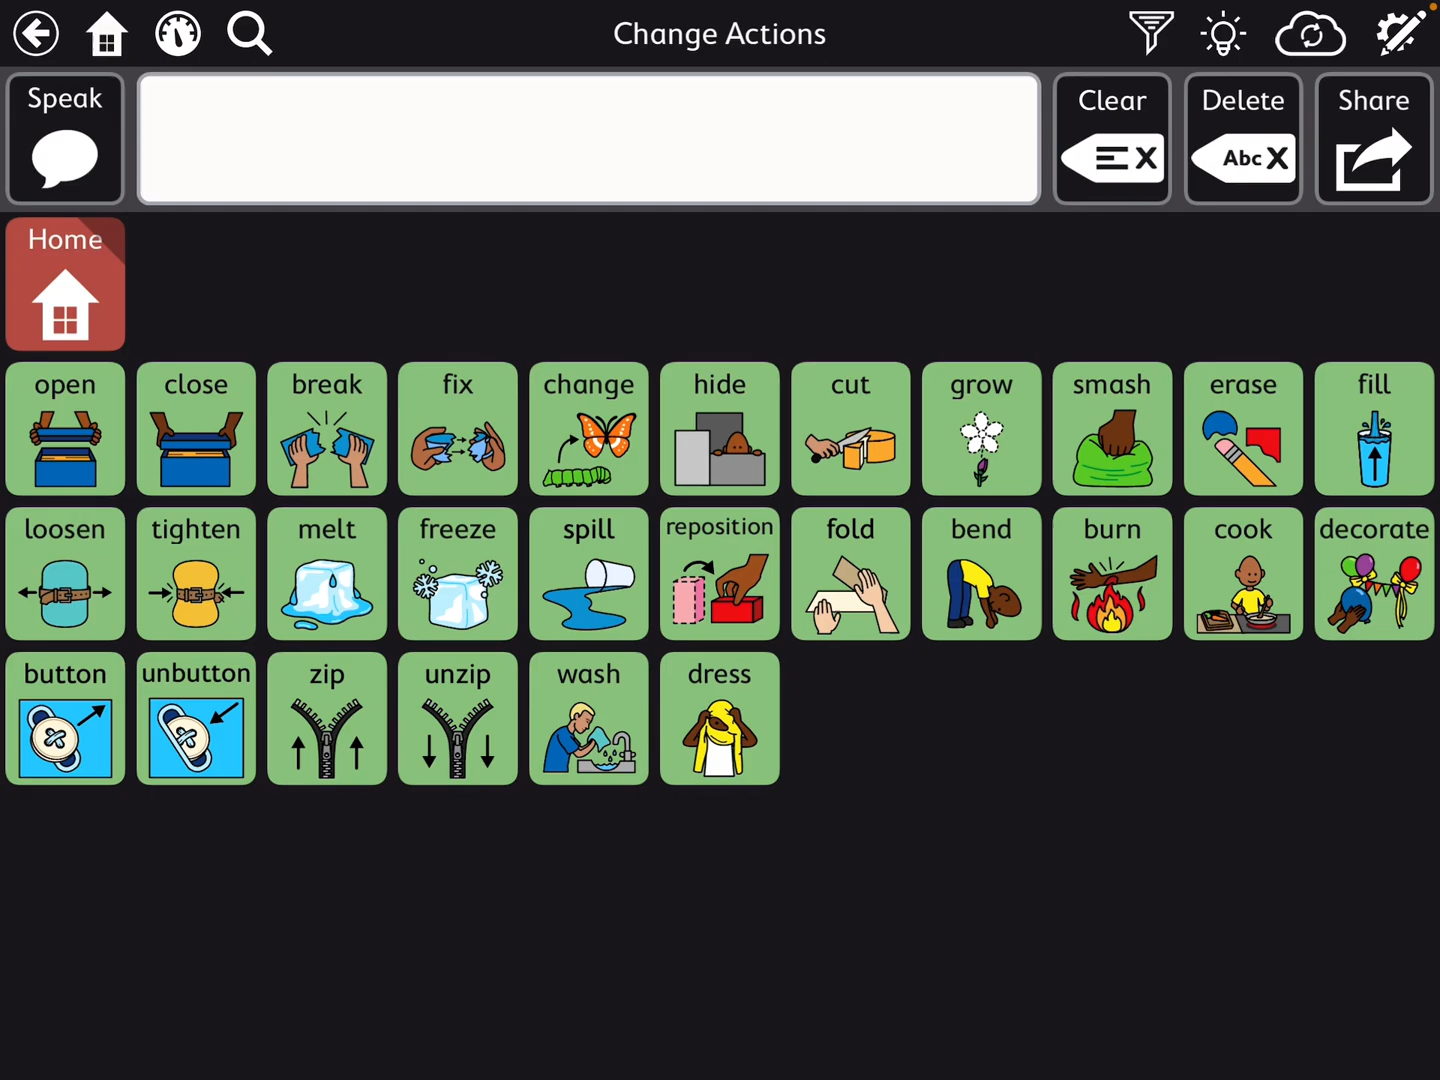 Change Actions
Speak
Clear
Delete
Abc X
Share
Home
open close break fix change hide cut grow smash erase fill
loosen tighten melt freeze spill reposition fold bend burn cook decorate
button unbutton zip unzip wash dress